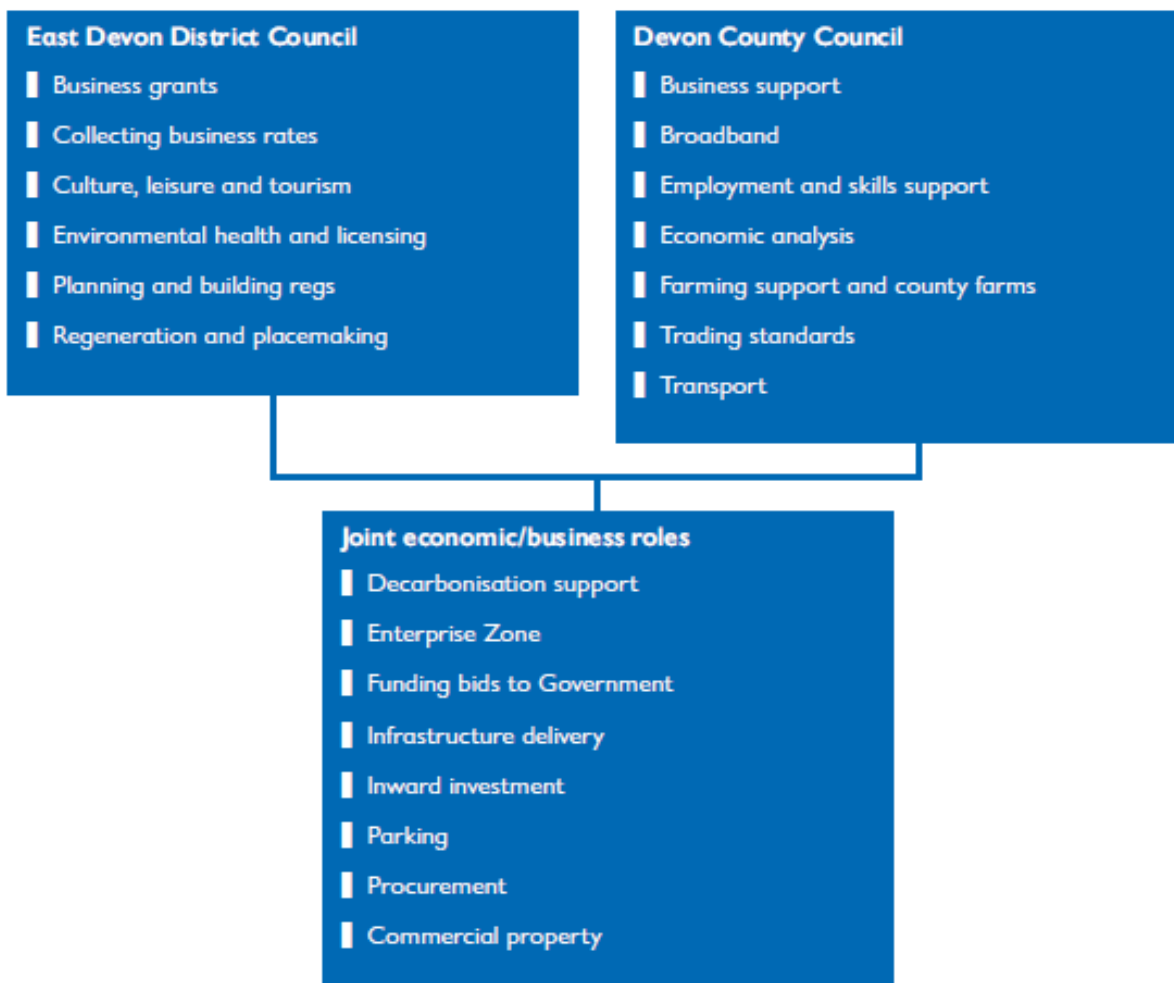 East Devon District Council
Business grants
Collecting business rates
Culture, leisure and tourism
Environmental health and licensing
Planning and building regs
Regeneration and placemaking
Devon County Council
Business support
Broadband
Employment and skills support
Economic analysis
Farming support and county farms
Trading standards
Transport
Joint economic/business roles
Decarbonisation support
Enterprise Zone
Funding bids to Government
Infrastructure delivery
Inward investment
Parking
Procurement
Commercial property